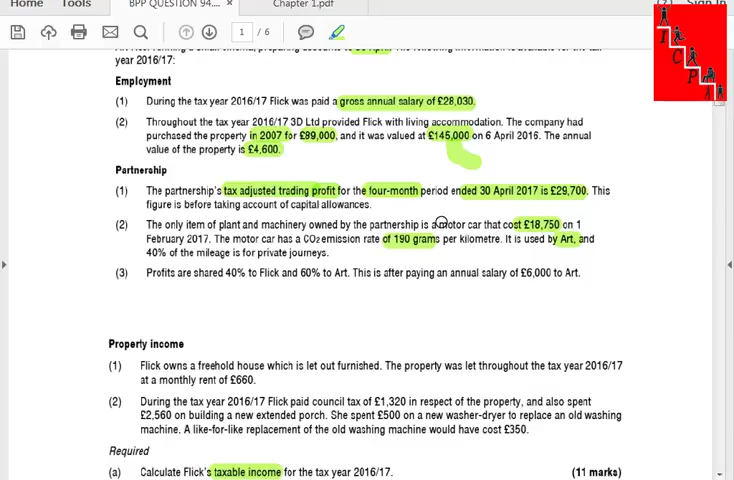 Home Tools BPP QUESTION 94.... × Chapter 1.pdf Sign In
1 / 6
year 2016/17:
Employment
(1) During the tax year 2016/17 Flick was paid a gross annual salary of £28,030.
(2) Throughout the tax year 2016/17 3D Ltd provided Flick with living accommodation. The company had
purchased the property in 2007 for £89,000, and it was valued at £145,000 on 6 April 2016. The annual
value of the property is £4,600.
Partnership
(1) The partnership's tax adjusted trading profit for the four-month period ended 30 April 2017 is £29,700. This
figure is before taking account of capital allowances.
(2) The only item of plant and machinery owned by the partnership is a motor car that cost £18,750 on 1
February 2017. The motor car has a CO2 emission rate of 190 grams per kilometre. It is used by Art, and
40% of the mileage is for private journeys.
(3) Profits are shared 40% to Flick and 60% to Art. This is after paying an annual salary of £6,000 to Art.
Property income
(1) Flick owns a freehold house which is let out furnished. The property was let throughout the tax year 2016/17
at a monthly rent of £660.
(2) During the tax year 2016/17 Flick paid council tax of £1,320 in respect of the property, and also spent
£2,560 on building a new extended porch. She spent £500 on a new washer-dryer to replace an old washing
machine. A like-for-like replacement of the old washing machine would have cost £350.
Required
(a) Calculate Flick's taxable income for the tax year 2016/17. (11 marks)
I
C
P
A